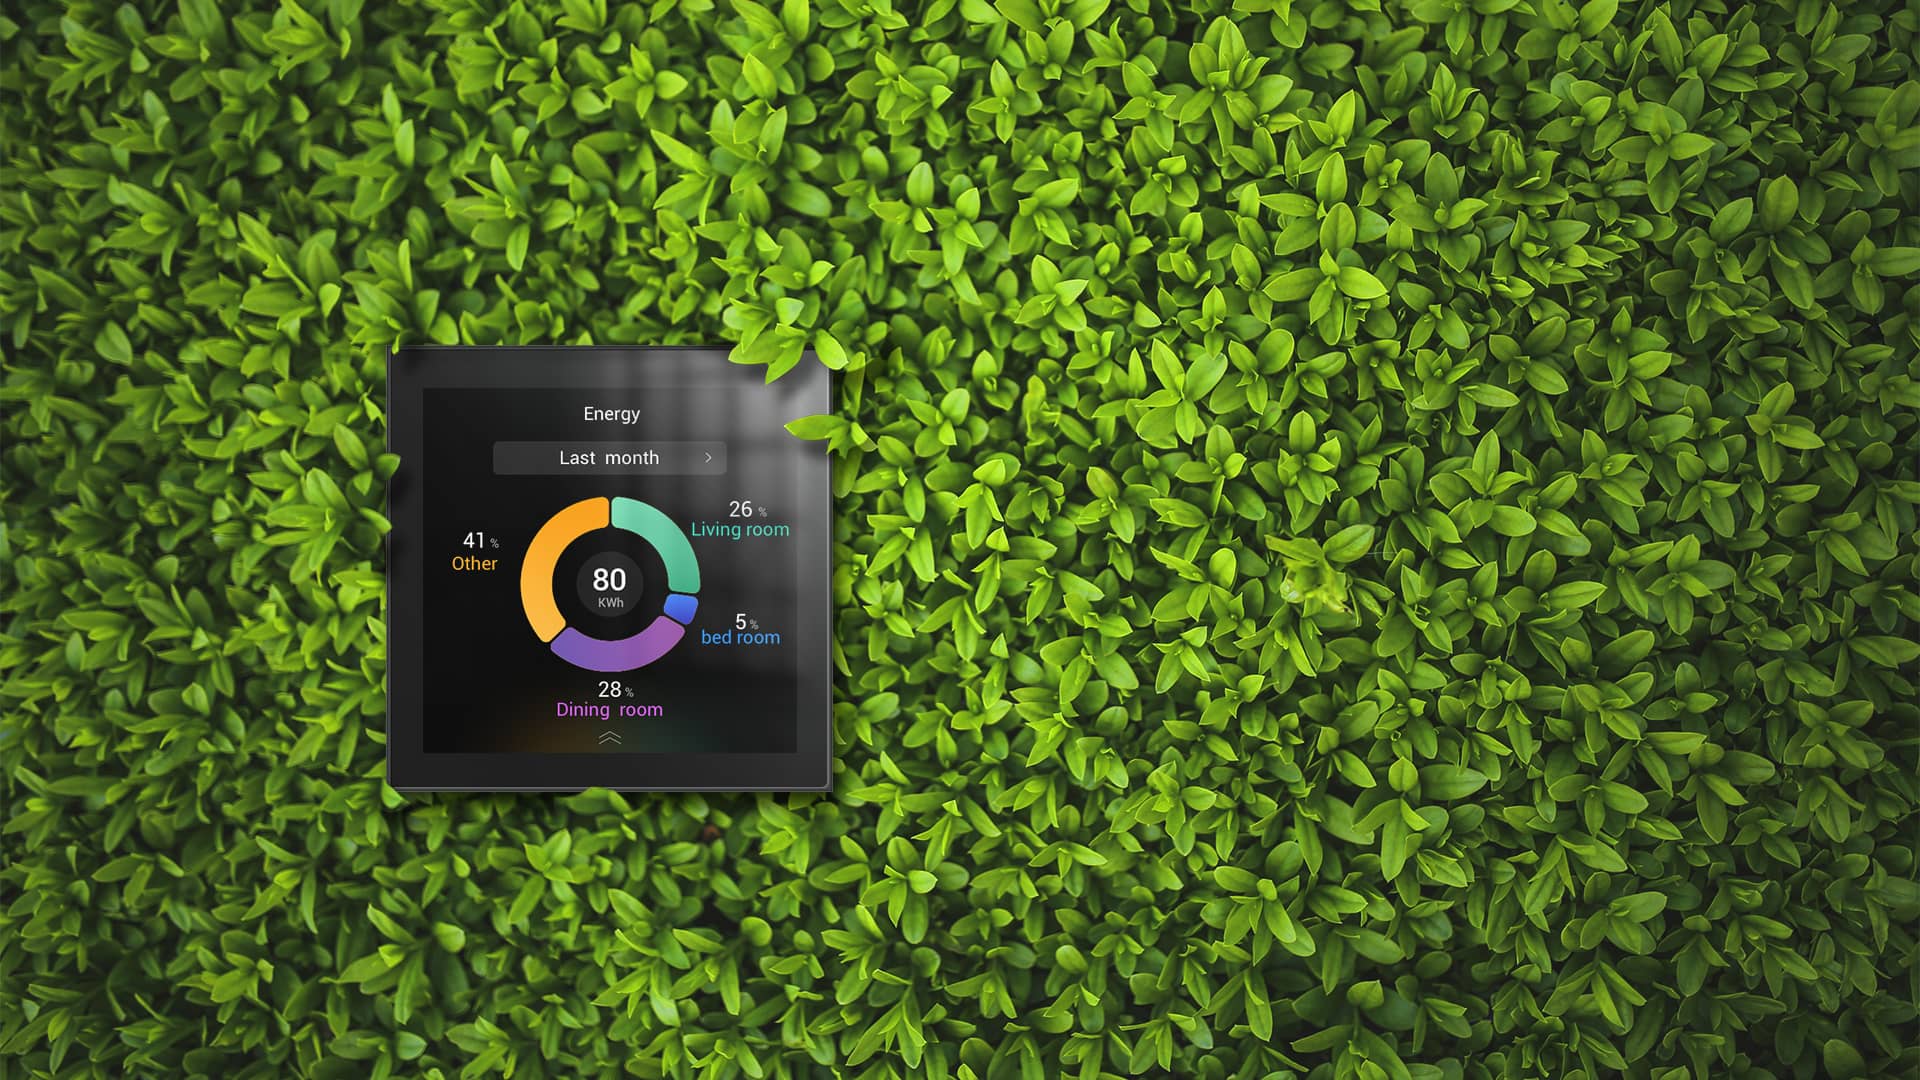 Energy
Last month
26 %
Living room
41 %
Other
80
KWh
5 %
bed room
28 %
Dining room